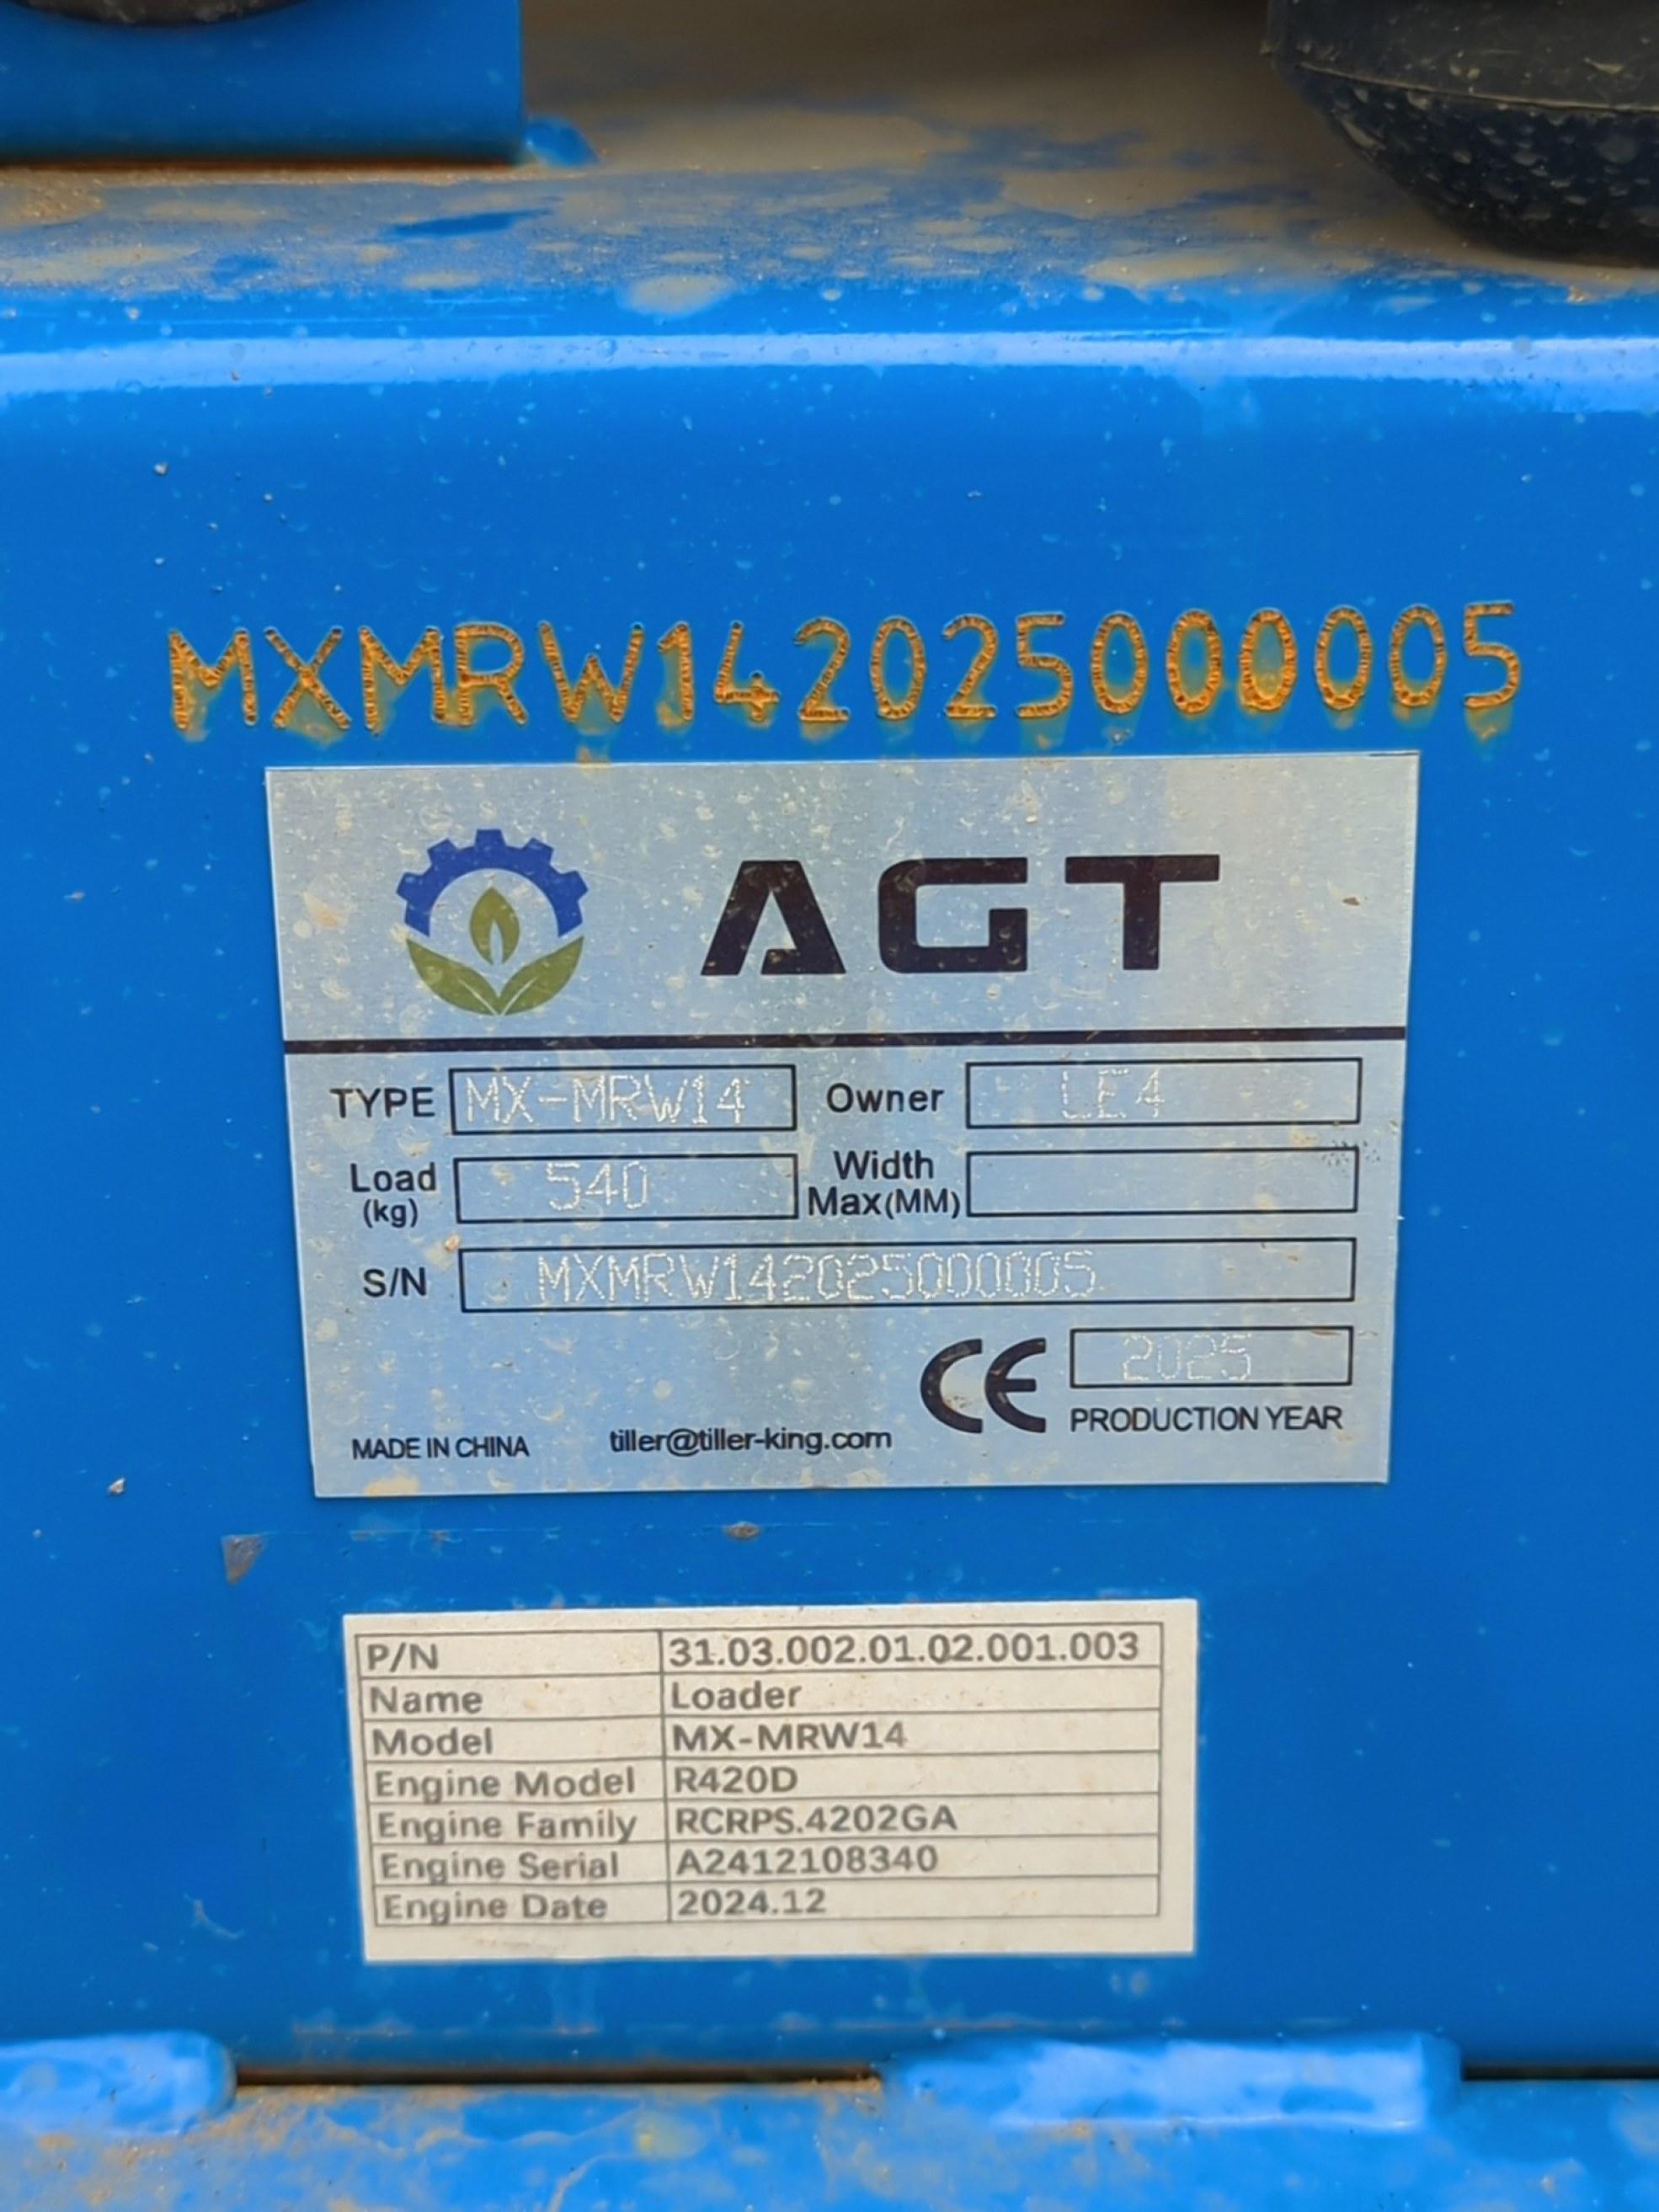 MXMRW142025000005
AGT
TYPE MX-MRW14 Owner LE4
Load (kg) 540 Width Max(MM)
S/N MXMRW142025000005
CE 2025
PRODUCTION YEAR
MADE IN CHINA tiller@tiller-king.com
P/N 31.03.002.01.02.001.003
Name Loader
Model MX-MRW14
Engine Model R420D
Engine Family RCRPS.4202GA
Engine Serial A2412108340
Engine Date 2024.12